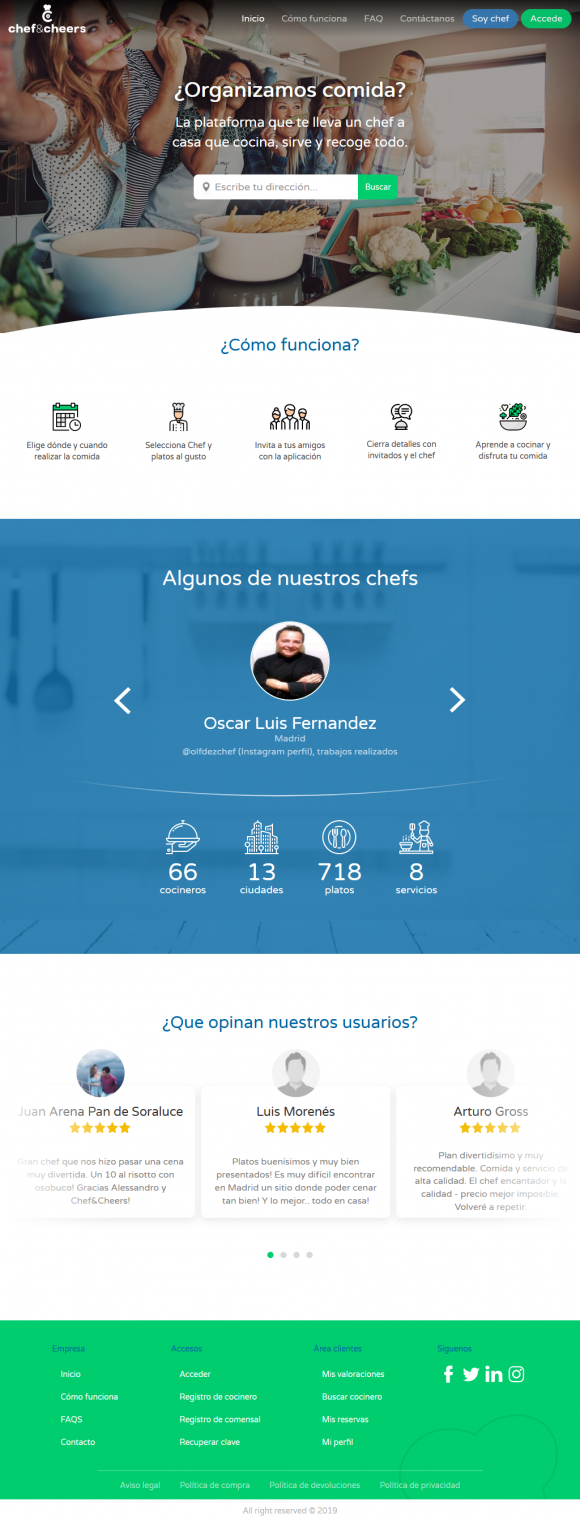 chef&cheers
Inicio Cómo funciona FAQ Contáctanos Soy chef Accede
¿Organizamos comida?
La plataforma que te lleva un chef a
casa que cocina, sirve y recoge todo.
Escribe tu dirección... Buscar
¿Cómo funciona?
Elige dónde y cuando
realizar la comida
Selecciona Chef y
platos al gusto
Invita a tus amigos
con la aplicación
Cierra detalles con
invitados y el chef
Aprende a cocinar y
disfruta tu comida
Algunos de nuestros chefs
Oscar Luis Fernandez
Madrid
@olfdezchef (Instagram perfil), trabajos realizados
66
cocineros
13
ciudades
718
platos
8
servicios
¿Que opinan nuestros usuarios?
Juan Arena Pan de Soraluce
Gran chef que nos hizo pasar una cena
muy divertida. Un 10 al risotto con
osobuco! Gracias Alessandro y
Chef&Cheers!
Luis Morenés
Platos buenísimos y muy bien
presentados! Es muy difícil encontrar
en Madrid un sitio donde poder cenar
tan bien! Y lo mejor.. todo en casa!
Arturo Gross
Plan divertidisimo y muy
recomendable. Comida y servicio de
alta calidad. El chef encantador y la
calidad - precio mejor imposible.
Volveré a repetir.
Empresa
Inicio
Cómo funciona
FAQS
Contacto
Accesos
Acceder
Registro de cocinero
Registro de comensal
Recuperar clave
Área clientes
Mis valoraciones
Buscar cocinero
Mis reservas
Mi perfil
Síguenos
Aviso legal Política de compra Política de devoluciones Política de privacidad
All right reserved © 2019